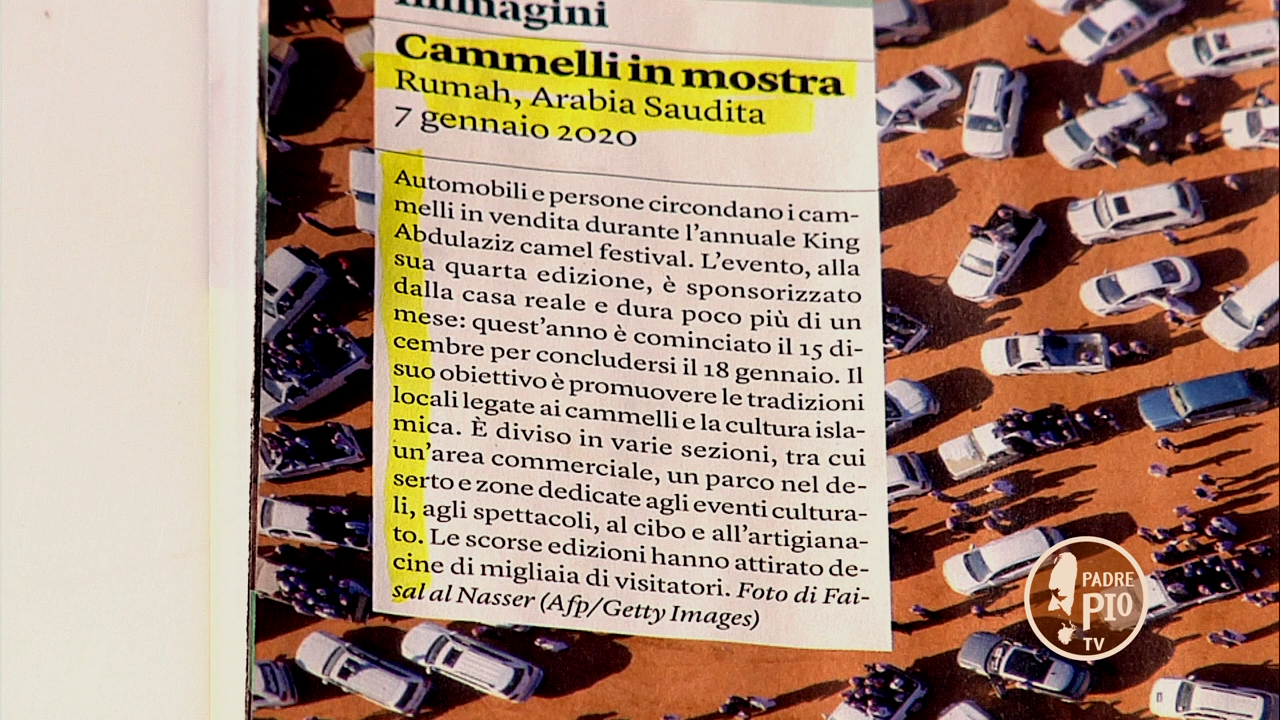 Immagini
Cammelli in mostra
Rumah, Arabia Saudita
7 gennaio 2020
Automobili e persone circondano i cam-
melli in vendita durante l'annuale King
Abdulaziz camel festival. L'evento, alla
sua quarta edizione, è sponsorizzato
dalla casa reale e dura poco più di un
mese: quest'anno è cominciato il 15 di-
cembre per concludersi il 18 gennaio. Il
suo obiettivo è promuovere le tradizioni
locali legate ai cammelli e la cultura isla-
mica. È diviso in varie sezioni, tra cui
un'area commerciale, un parco nel de-
serto e zone dedicate agli eventi cultura-
li, agli spettacoli, al cibo e all'artigiana-
to. Le scorse edizioni hanno attirato de-
cine di migliaia di visitatori. Foto di Fai-
sal al Nasser (Afp/Getty Images)
PADRE
PIO
TV